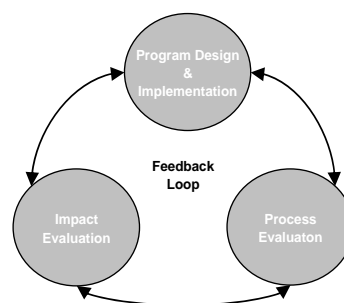 Program Design
&
Implementation
Feedback
Loop
Impact
Evaluation
Process
Evaluaton